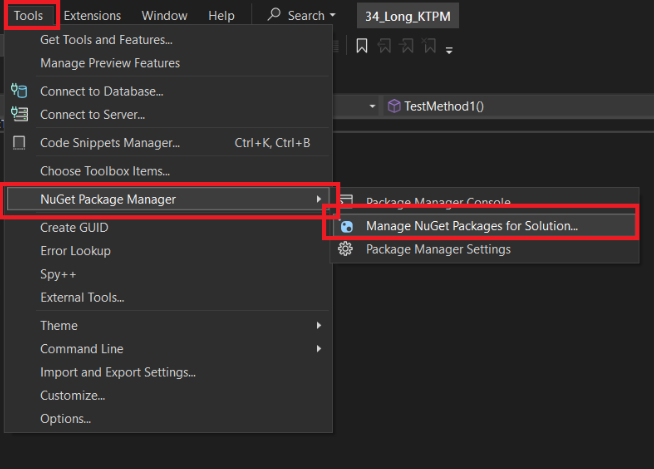 Tools Extensions Window Help Search 34_Long_KTPM
Get Tools and Features...
Manage Preview Features
Connect to Database...
TestMethod1()
Connect to Server...
Code Snippets Manager... Ctrl+K, Ctrl+B
Choose Toolbox Items...
NuGet Package Manager
Package Manager Console
Manage NuGet Packages for Solution...
Package Manager Settings
Create GUID
Error Lookup
Spy++
External Tools...
Theme
Command Line
Import and Export Settings...
Customize...
Options...